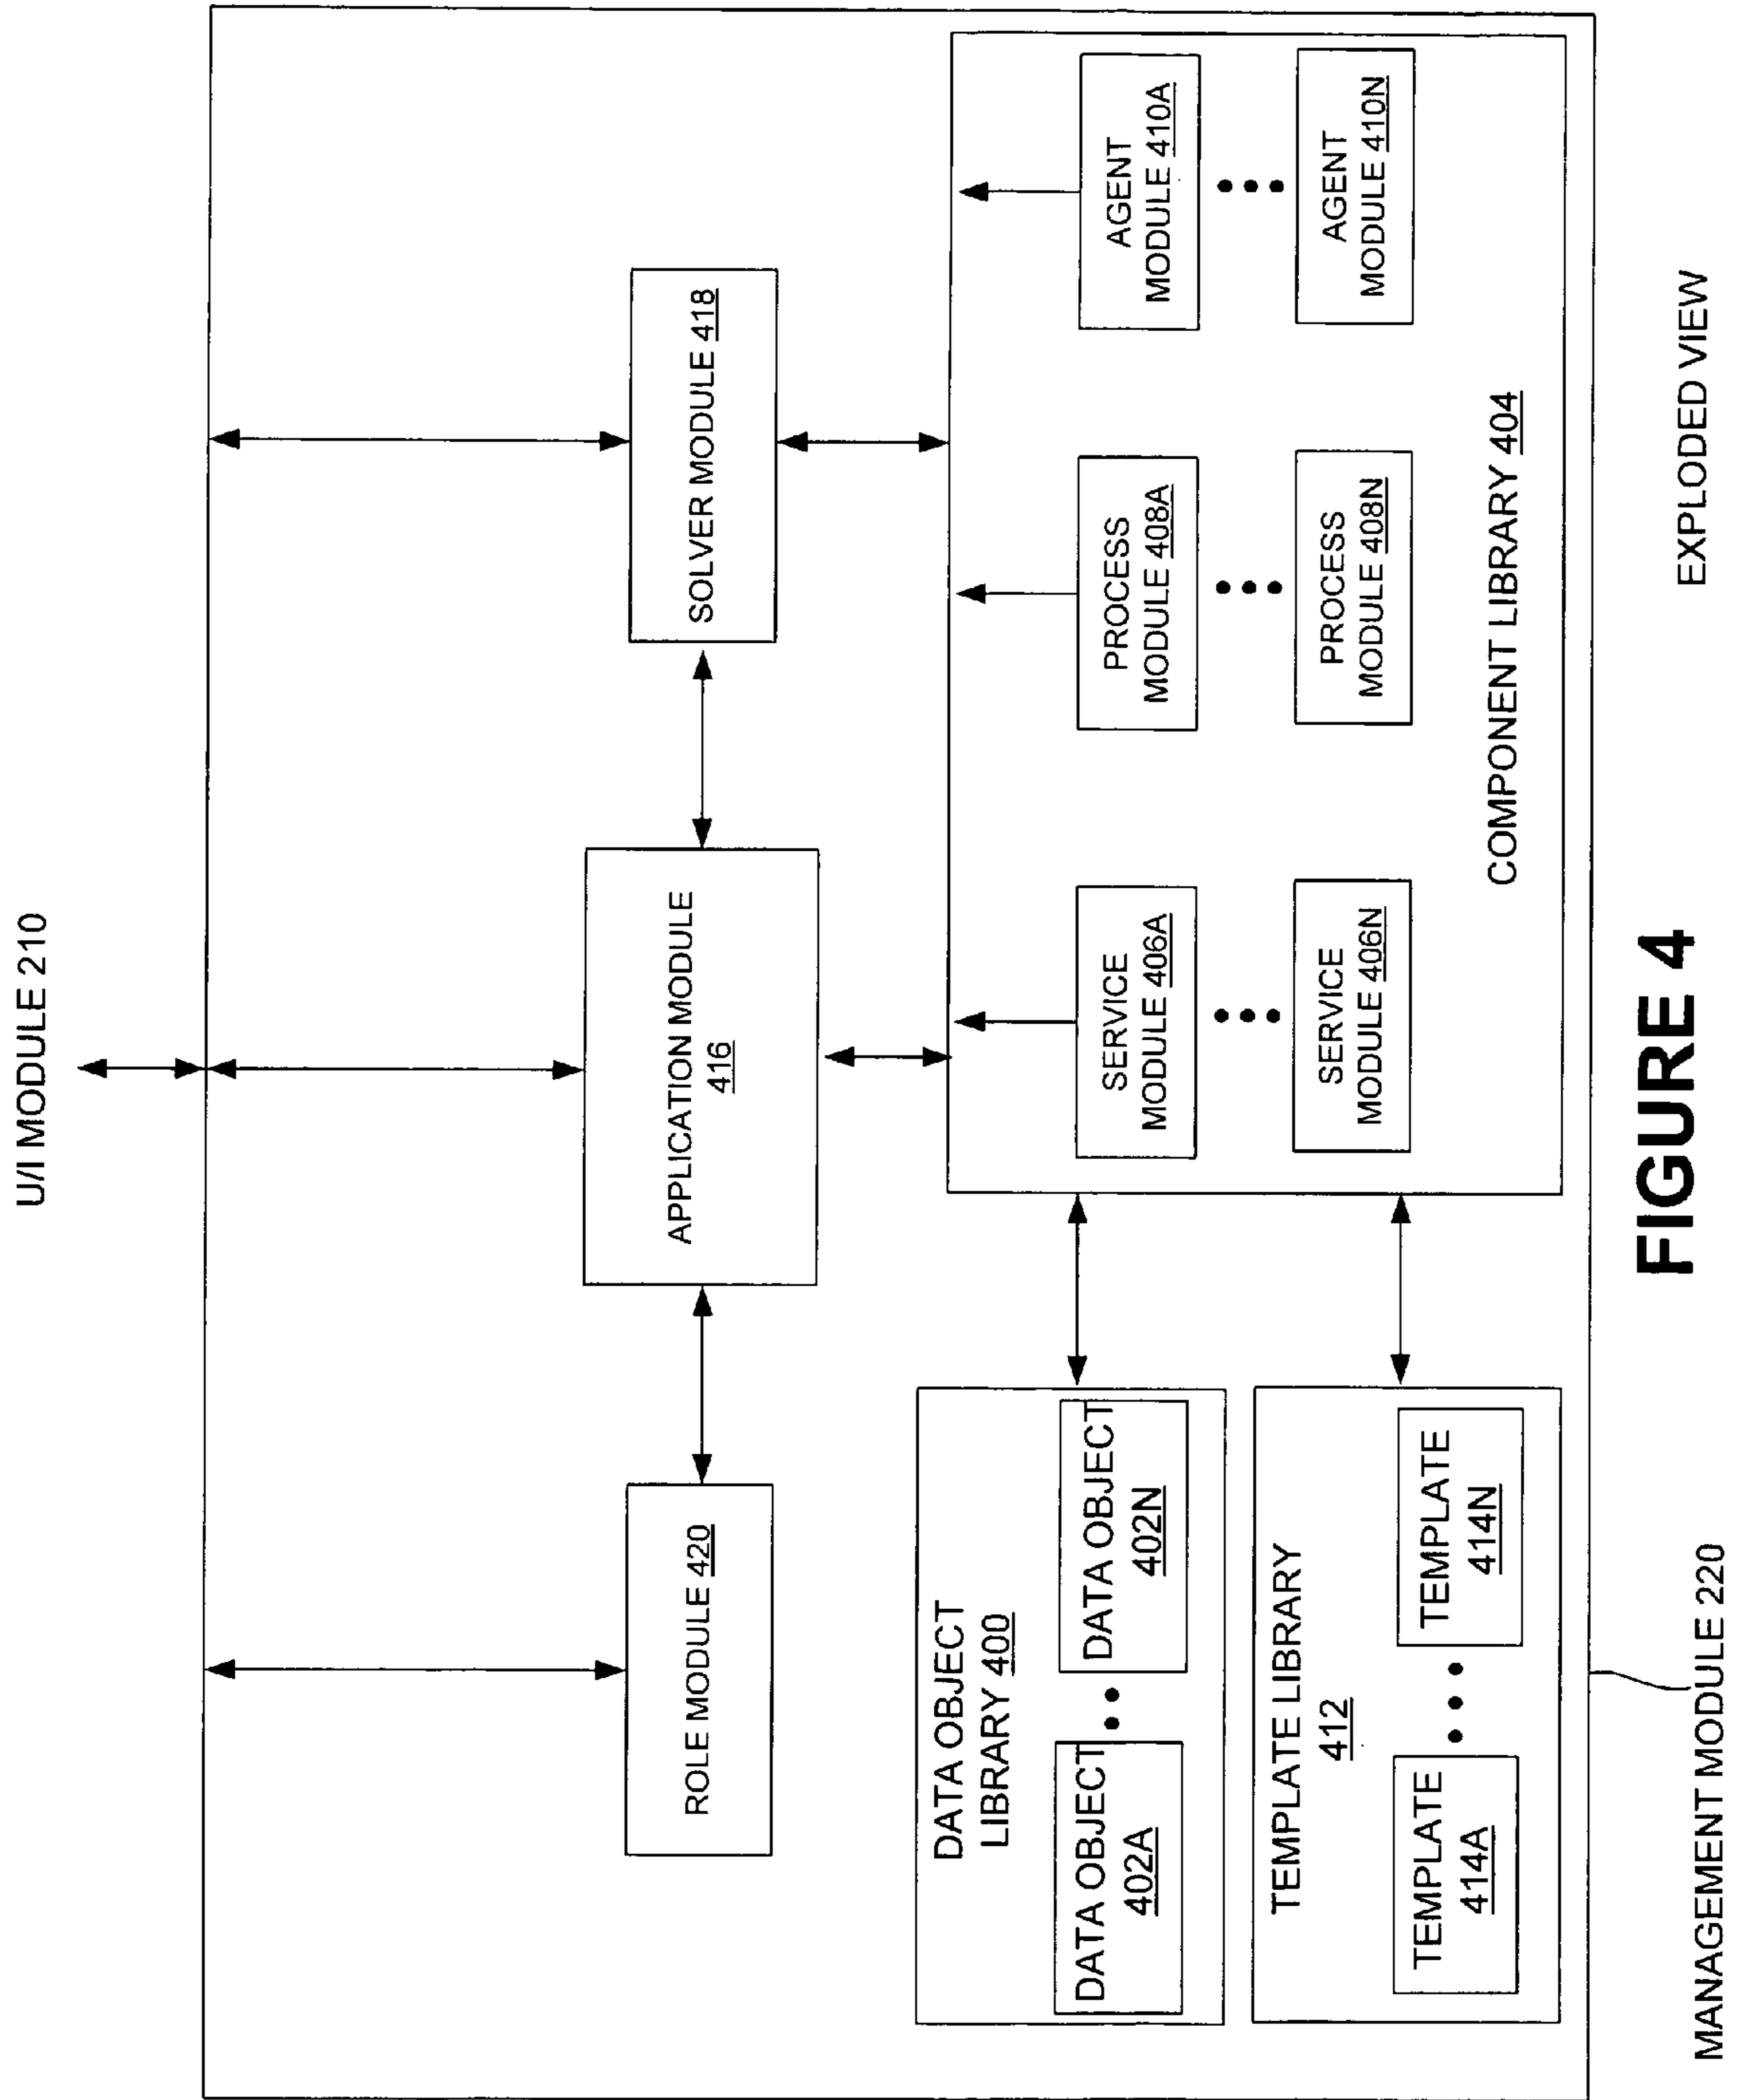 U/I MODULE 210
ROLE MODULE 420
APPLICATION MODULE
416
SOLVER MODULE 418
DATA OBJECT
LIBRARY 400
DATA OBJECT
402A
DATA OBJECT
402N
TEMPLATE LIBRARY
412
TEMPLATE
414A
TEMPLATE
414N
SERVICE
MODULE 406A
SERVICE
MODULE 406N
PROCESS
MODULE 408A
PROCESS
MODULE 408N
AGENT
MODULE 410A
AGENT
MODULE 410N
COMPONENT LIBRARY 404
MANAGEMENT MODULE 220
FIGURE 4
EXPLODED VIEW